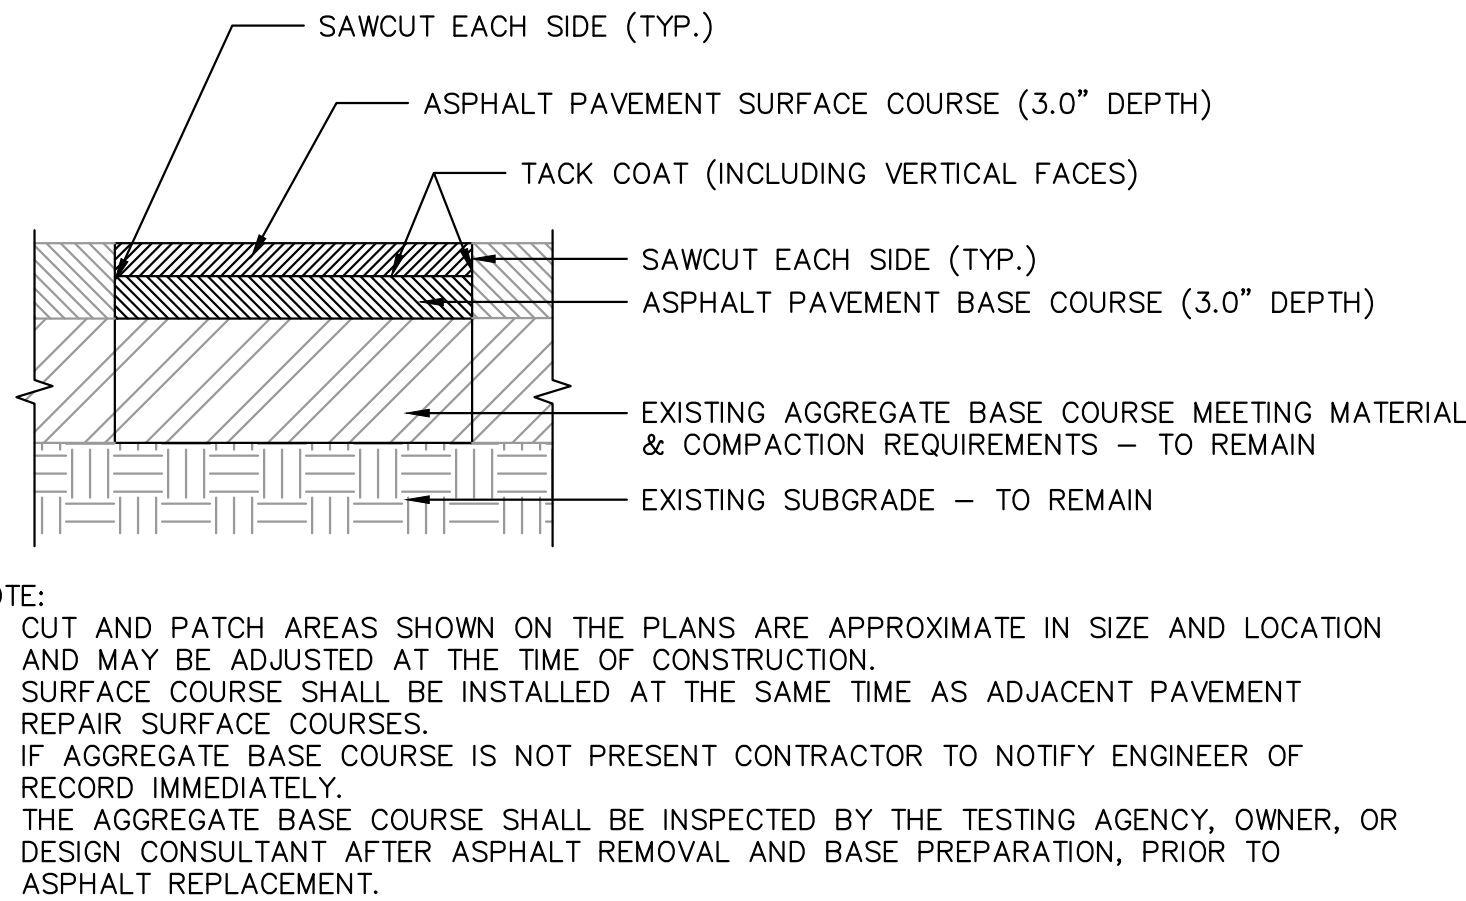 SAWCUT EACH SIDE (TYP.)
ASPHALT PAVEMENT SURFACE COURSE (3.0” DEPTH)
TACK COAT (INCLUDING VERTICAL FACES)
SAWCUT EACH SIDE (TYP.)
ASPHALT PAVEMENT BASE COURSE (3.0” DEPTH)
EXISTING AGGREGATE BASE COURSE MEETING MATERIAL
& COMPACTION REQUIREMENTS – TO REMAIN
EXISTING SUBGRADE – TO REMAIN
OTE:
CUT AND PATCH AREAS SHOWN ON THE PLANS ARE APPROXIMATE IN SIZE AND LOCATION
AND MAY BE ADJUSTED AT THE TIME OF CONSTRUCTION.
SURFACE COURSE SHALL BE INSTALLED AT THE SAME TIME AS ADJACENT PAVEMENT
REPAIR SURFACE COURSES.
IF AGGREGATE BASE COURSE IS NOT PRESENT CONTRACTOR TO NOTIFY ENGINEER OF
RECORD IMMEDIATELY.
THE AGGREGATE BASE COURSE SHALL BE INSPECTED BY THE TESTING AGENCY, OWNER, OR
DESIGN CONSULTANT AFTER ASPHALT REMOVAL AND BASE PREPARATION, PRIOR TO
ASPHALT REPLACEMENT.